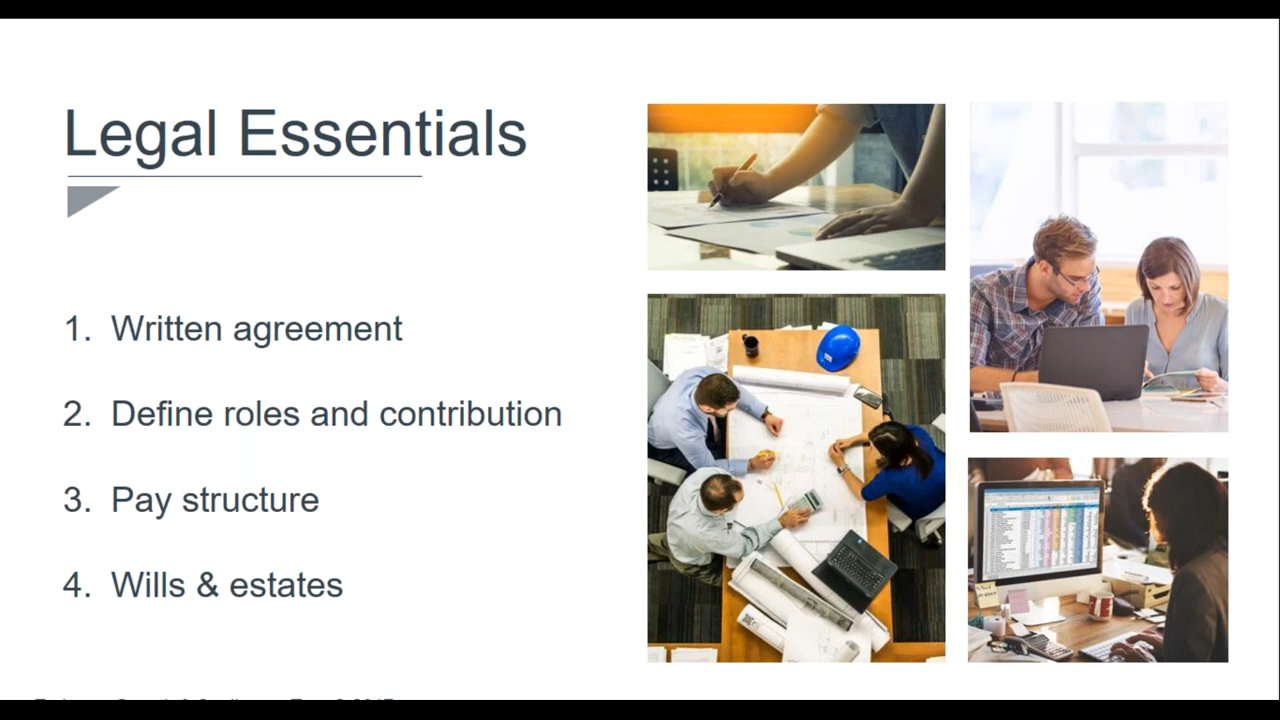 Legal Essentials
1. Written agreement
2. Define roles and contribution
3. Pay structure
4. Wills & estates